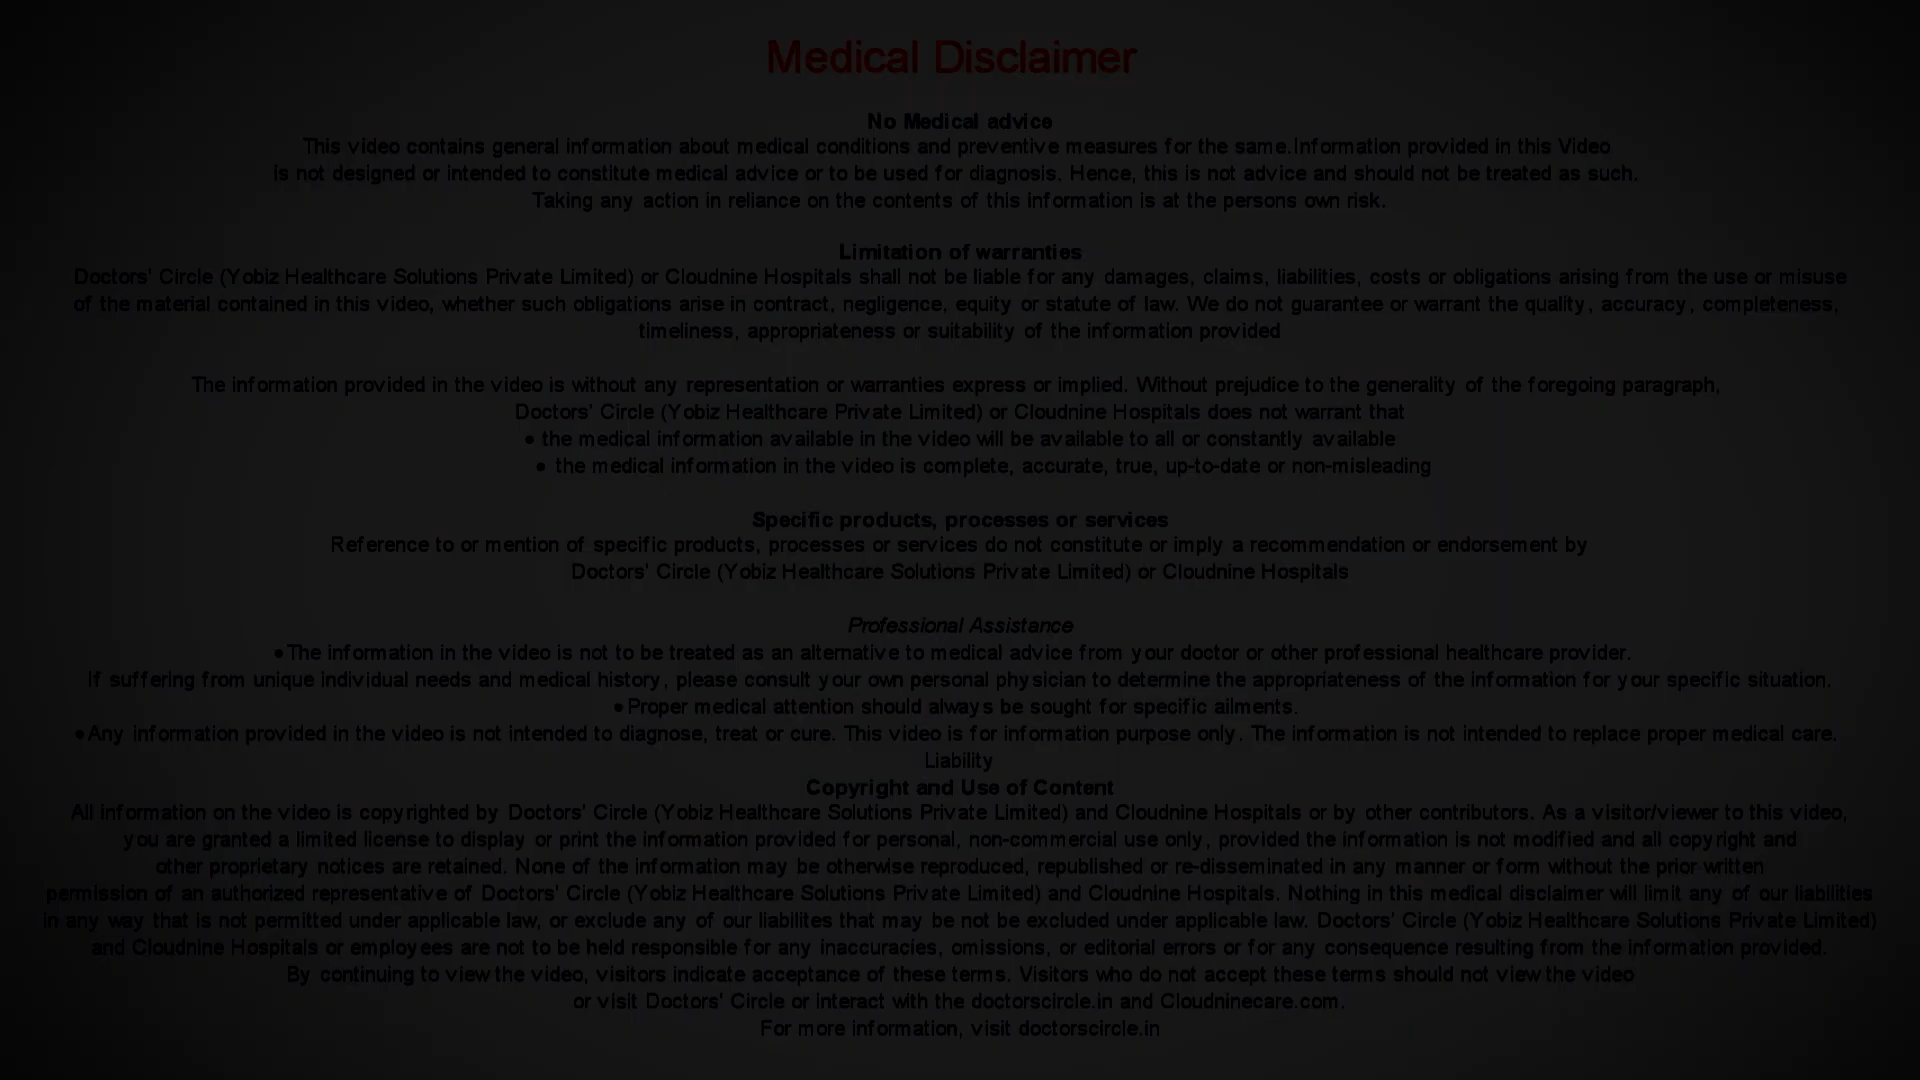 Medical Disclaimer
No Medical advice
This video contains general information about medical conditions and preventive measures for the same.Information provided in this Video
is not designed or intended to constitute medical advice or to be used for diagnosis. Hence, this is not advice and should not be treated as such.
Taking any action in reliance on the contents of this information is at the persons own risk.
Limitation of warranties
Doctors' Circle (Yobiz Healthcare Solutions Private Limited) or Cloudnine Hospitals shall not be liable for any damages, claims, liabilities, costs or obligations arising from the use or misuse
of the material contained in this video, whether such obligations arise in contract, negligence, equity or statute of law. We do not guarantee or warrant the quality, accuracy, completeness,
timeliness, appropriateness or suitability of the information provided
The information provided in the video is without any representation or warranties express or implied. Without prejudice to the generality of the foregoing paragraph,
Doctors' Circle (Yobiz Healthcare Private Limited) or Cloudnine Hospitals does not warrant that
• the medical information available in the video will be available to all or constantly available
• the medical information in the video is complete, accurate, true, up-to-date or non-misleading
Specific products, processes or services
Reference to or mention of specific products, processes or services do not constitute or imply a recommendation or endorsement by
Doctors' Circle (Yobiz Healthcare Solutions Private Limited) or Cloudnine Hospitals
Professional Assistance
•The information in the video is not to be treated as an alternative to medical advice from your doctor or other professional healthcare provider.
If suffering from unique individual needs and medical history, please consult your own personal physician to determine the appropriateness of the information for your specific situation.
•Proper medical attention should always be sought for specific ailments.
•Any information provided in the video is not intended to diagnose, treat or cure. This video is for information purpose only. The information is not intended to replace proper medical care.
Liability
Copyright and Use of Content
All information on the video is copyrighted by Doctors' Circle (Yobiz Healthcare Solutions Private Limited) and Cloudnine Hospitals or by other contributors. As a visitor/viewer to this video,
you are granted a limited license to display or print the information provided for personal, non-commercial use only, provided the information is not modified and all copyright and
other proprietary notices are retained. None of the information may be otherwise reproduced, republished or re-disseminated in any manner or form without the prior written
permission of an authorized representative of Doctors' Circle (Yobiz Healthcare Solutions Private Limited) and Cloudnine Hospitals. Nothing in this medical disclaimer will limit any of our liabilities
in any way that is not permitted under applicable law, or exclude any of our liabilites that may be not be excluded under applicable law. Doctors' Circle (Yobiz Healthcare Solutions Private Limited)
and Cloudnine Hospitals or employees are not to be held responsible for any inaccuracies, omissions, or editorial errors or for any consequence resulting from the information provided.
By continuing to view the video, visitors indicate acceptance of these terms. Visitors who do not accept these terms should not view the video
or visit Doctors' Circle or interact with the doctorscircle.in and Cloudninecare.com.
For more information, visit doctorscircle.in